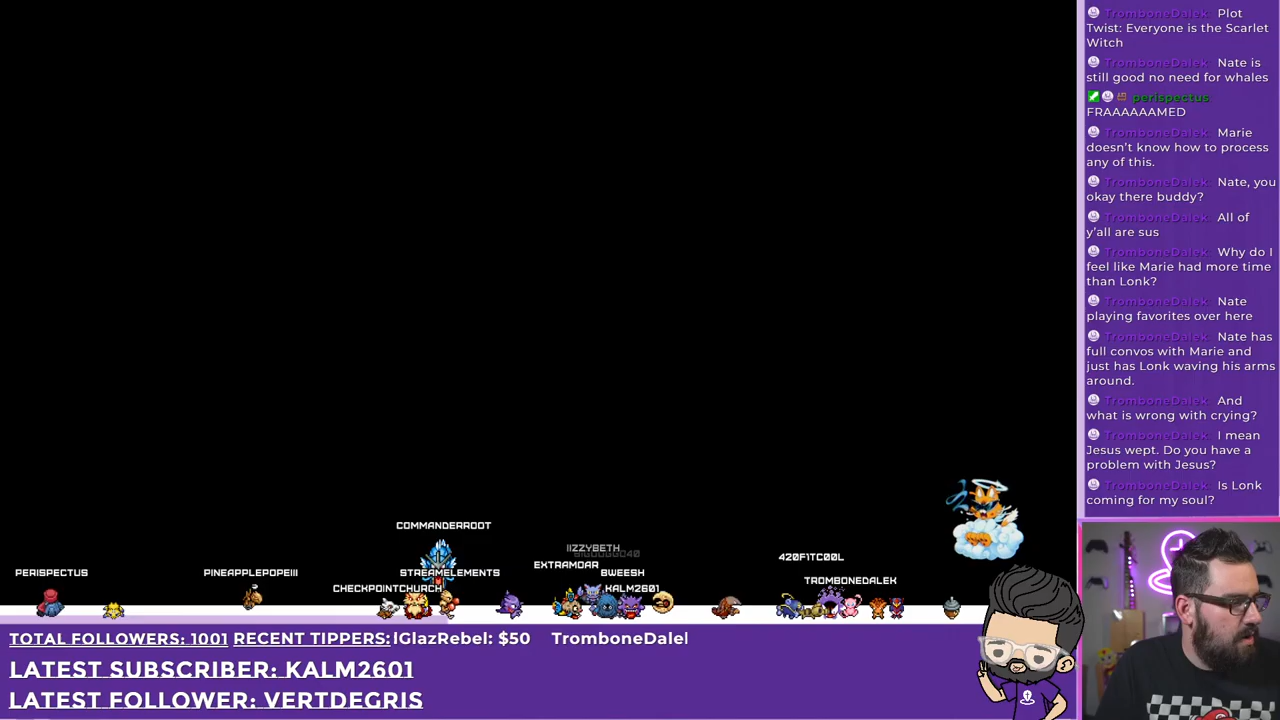 TromboneDalek: Plot
Twist: Everyone is the Scarlet
Witch
TromboneDalek: Nate is
still good no need for whales
perispectus:
FRAAAAAAMED
TromboneDalek: Marie
doesn't know how to process
any of this.
TromboneDalek: Nate, you
okay there buddy?
TromboneDalek: All of
y'all are sus
TromboneDalek: Why do I
feel like Marie had more time
than Lonk?
TromboneDalek: Nate
playing favorites over here
TromboneDalek: Nate has
full convos with Marie and
just has Lonk waving his arms
around.
TromboneDalek: And
what is wrong with crying?
TromboneDalek: I mean
Jesus wept. Do you have a
problem with Jesus?
TromboneDalek: Is Lonk
coming for my soul?
COMMANDERROOT
IIZZYBETH
420F1TC00L
EXTRAMOAR
PERISPECTUS
PINEAPPLEPOPEIII
STREAMELEMENTS
BWEESH
TROMBONEDALEK
CHECKPOINTCHURCH
KALM2601
TOTAL FOLLOWERS: 1001 RECENT TIPPERS: IGlazRebel: $50 TromboneDalel
LATEST SUBSCRIBER: KALM2601
LATEST FOLLOWER: VERTDEGRIS